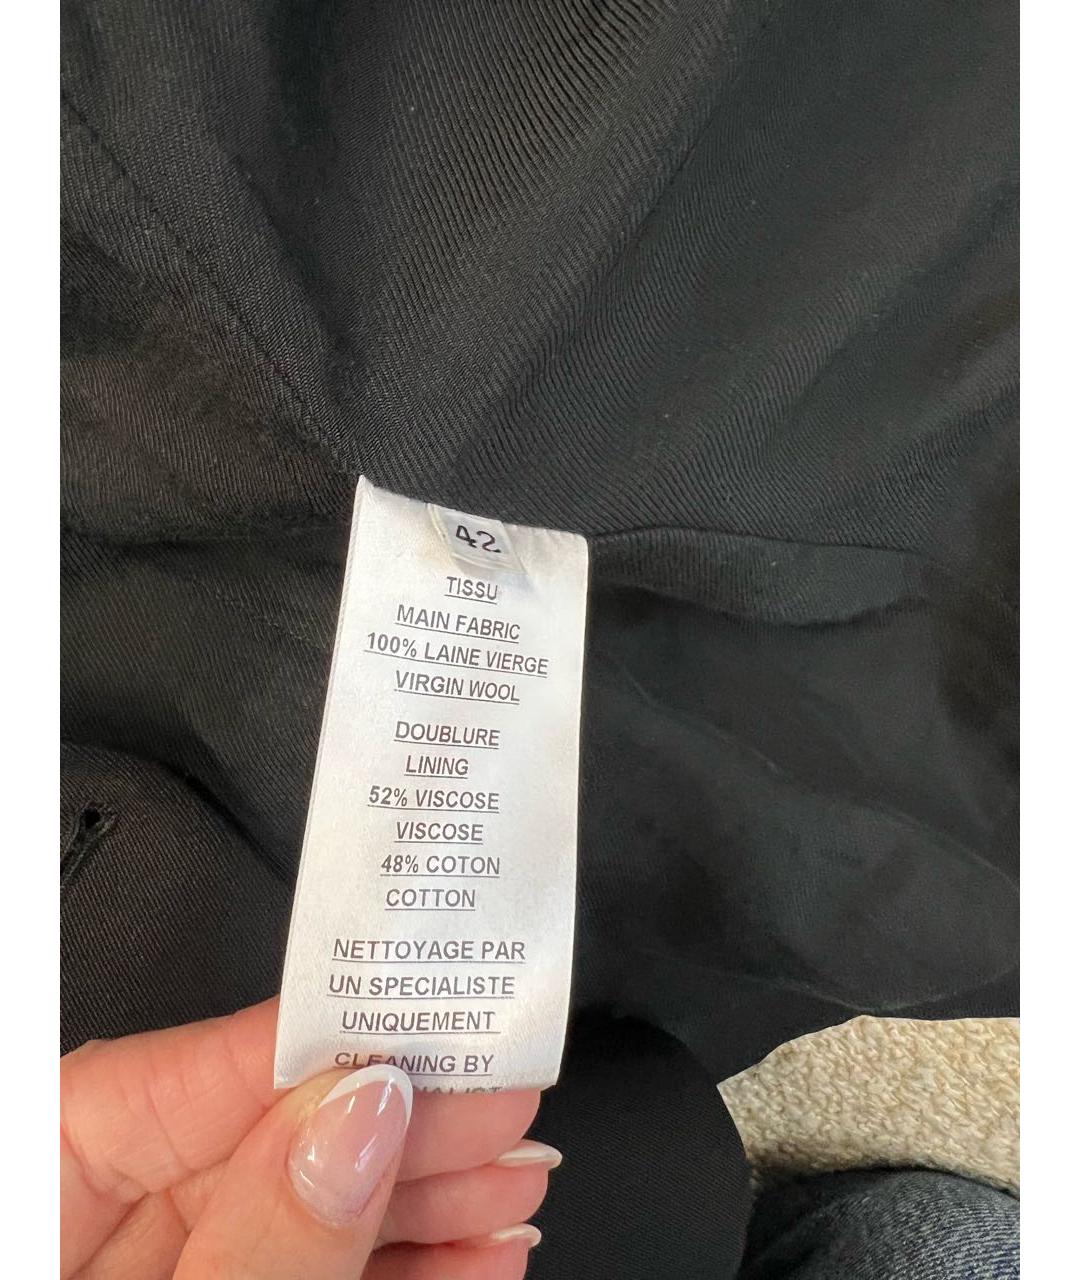 42
TISSU
MAIN FABRIC
100% LAINE VIERGE
VIRGIN WOOL
DOUBLURE
LINING
52% VISCOSE
VISCOSE
48% COTON
COTTON
NETTOYAGE PAR
UN SPECIALISTE
UNIQUEMENT
CLEANING BY